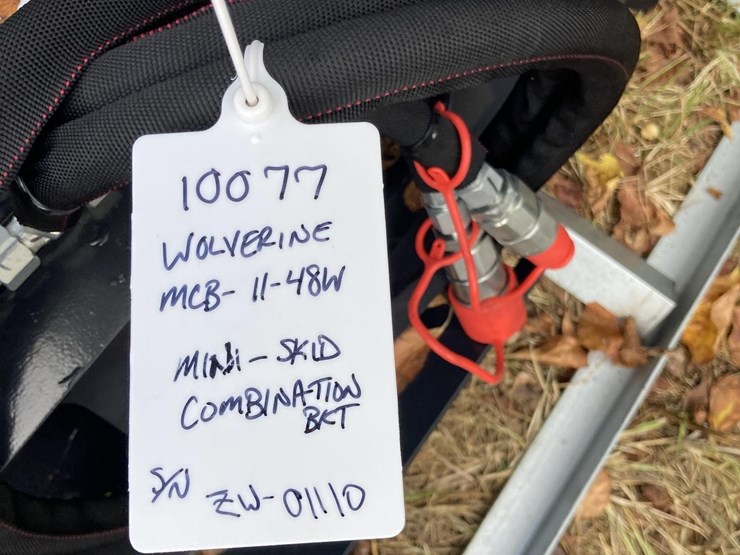 10077
WOLVERINE
MCB-11-48W
MINI-SKID
COMBINATION
BKT
S/N ZW-01110